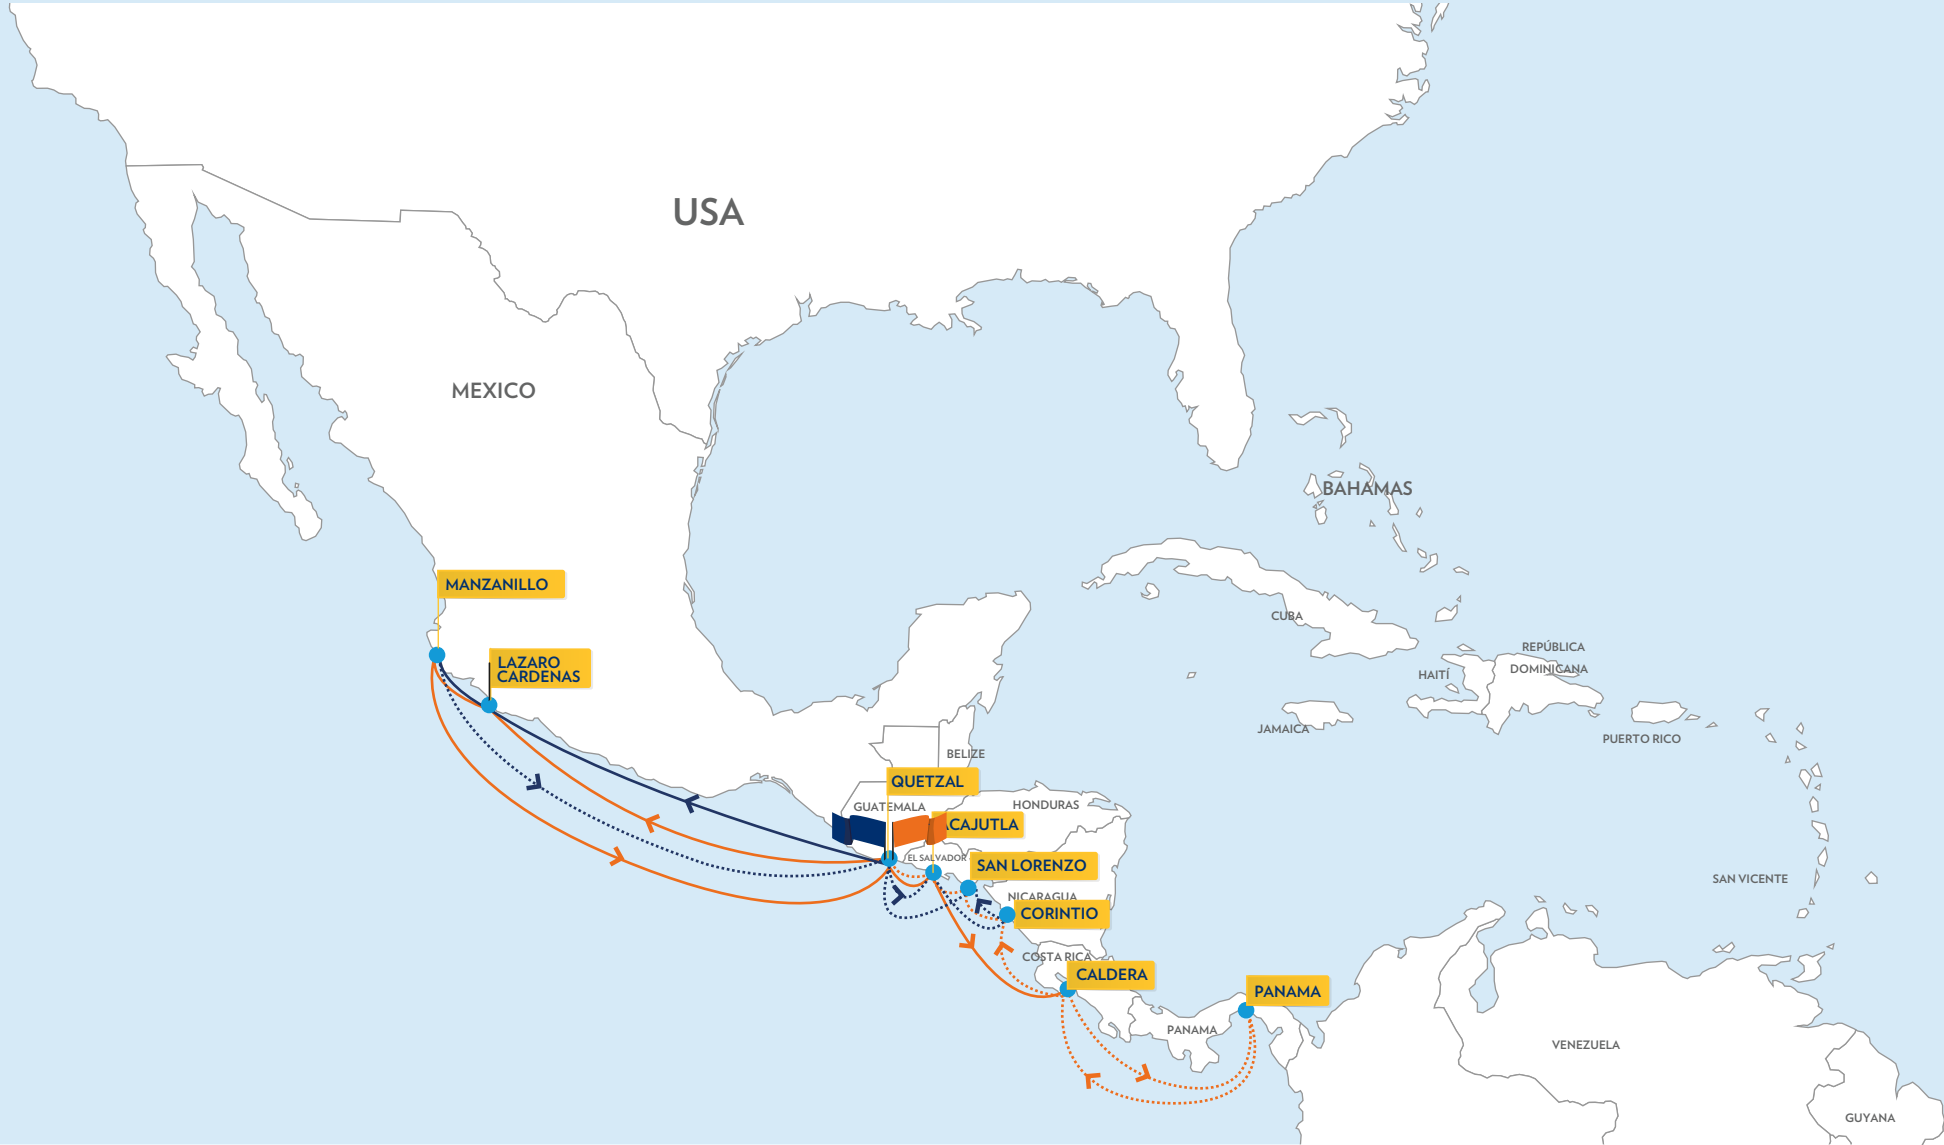 USA
MEXICO
BAHAMAS
MANZANILLO
CUBA
REPÚBLICA
DOMINICANA
LAZARO
CARDENAS
HAITÍ
JAMAICA
PUERTO RICO
BELIZE
QUETZAL
GUATEMALA
HONDURAS
ACAJUTLA
EL SALVADOR
SAN LORENZO
SAN VICENTE
NICARAGUA
CORINTIO
COSTA RICA
CALDERA
PANAMA
PANAMA
VENEZUELA
GUYANA